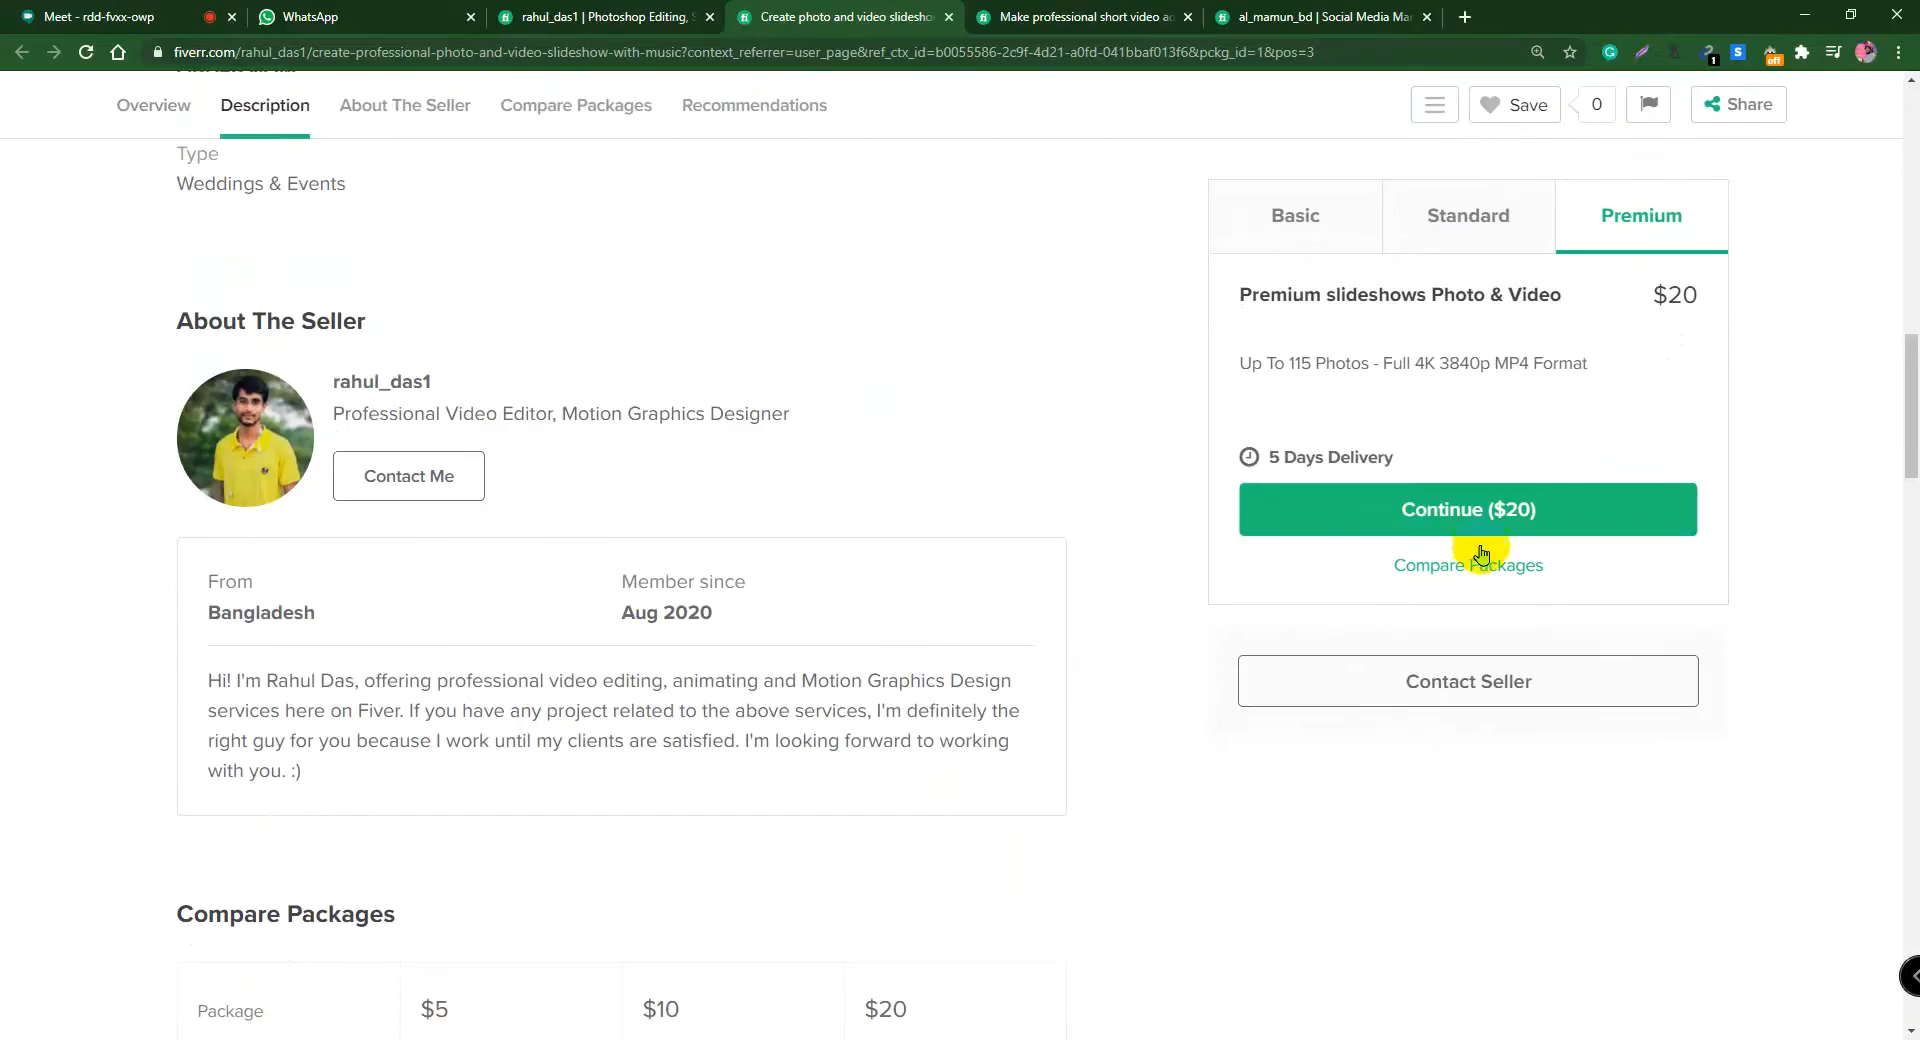 Meet - rdd-fvxx-owp
WhatsApp
rahul_das1 | Photoshop Editing, S
Create photo and video slidesho
Make professional short video ad
al_mamun_bd | Social Media Ma
fiverr.com/rahul_das1/create-professional-photo-and-video-slideshow-with-music?context_referrer=user_page&ref_ctx_id=b0055586-2c9f-4d21-a0fd-041bbaf013f6&pckg_id=1&pos=3
1
S
off
Overview
Description
About The Seller
Compare Packages
Recommendations
Save
0
Share
Type
Weddings & Events
Basic
Standard
Premium
Premium slideshows Photo & Video
$20
Up To 115 Photos - Full 4K 3840p MP4 Format
5 Days Delivery
Continue ($20)
Compare Packages
Contact Seller
About The Seller
rahul_das1
Professional Video Editor, Motion Graphics Designer
Contact Me
From
Bangladesh
Member since
Aug 2020
Hi! I'm Rahul Das, offering professional video editing, animating and Motion Graphics Design
services here on Fiver. If you have any project related to the above services, I'm definitely the
right guy for you because I work until my clients are satisfied. I'm looking forward to working
with you. :)
Compare Packages
Package
$5
$10
$20